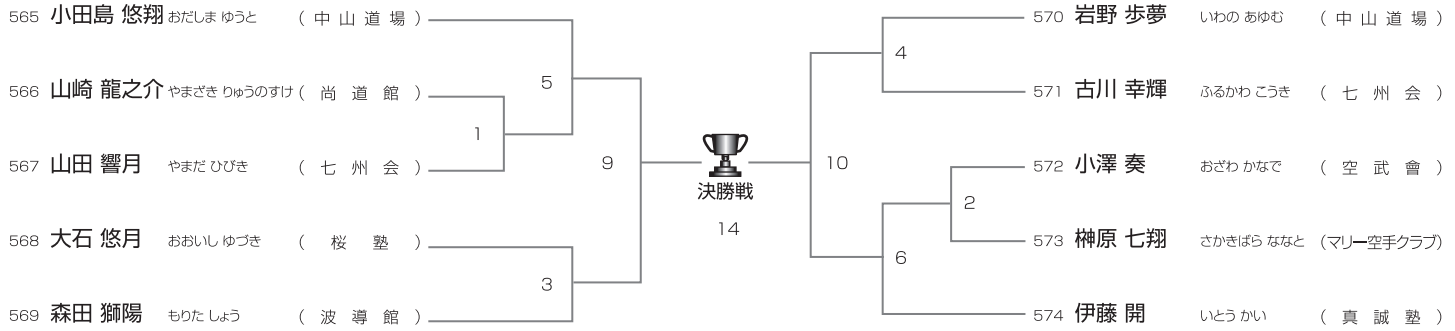 565 小田島 悠翔 おだしま ゆうと (中山道場)
5
566 山崎 龍之介 やまざき りゅうのすけ (尚道館)
1
567 山田 響月 やまだ ひびき (七州会)
9
568 大石 悠月 おおいし ゆづき (桜塾)
3
569 森田 獅陽 もりた しょう (波導館)
決勝戦
14
570 岩野 歩夢 いわの あゆむ (中山道場)
4
571 古川 幸輝 ふるかわ こうき (七州会)
10
572 小澤 奏 おざわ かなで (空武會)
2
573 榊原 七翔 さかきばら ななと (マリー空手クラブ)
6
574 伊藤 開 いとう かい (真誠塾)